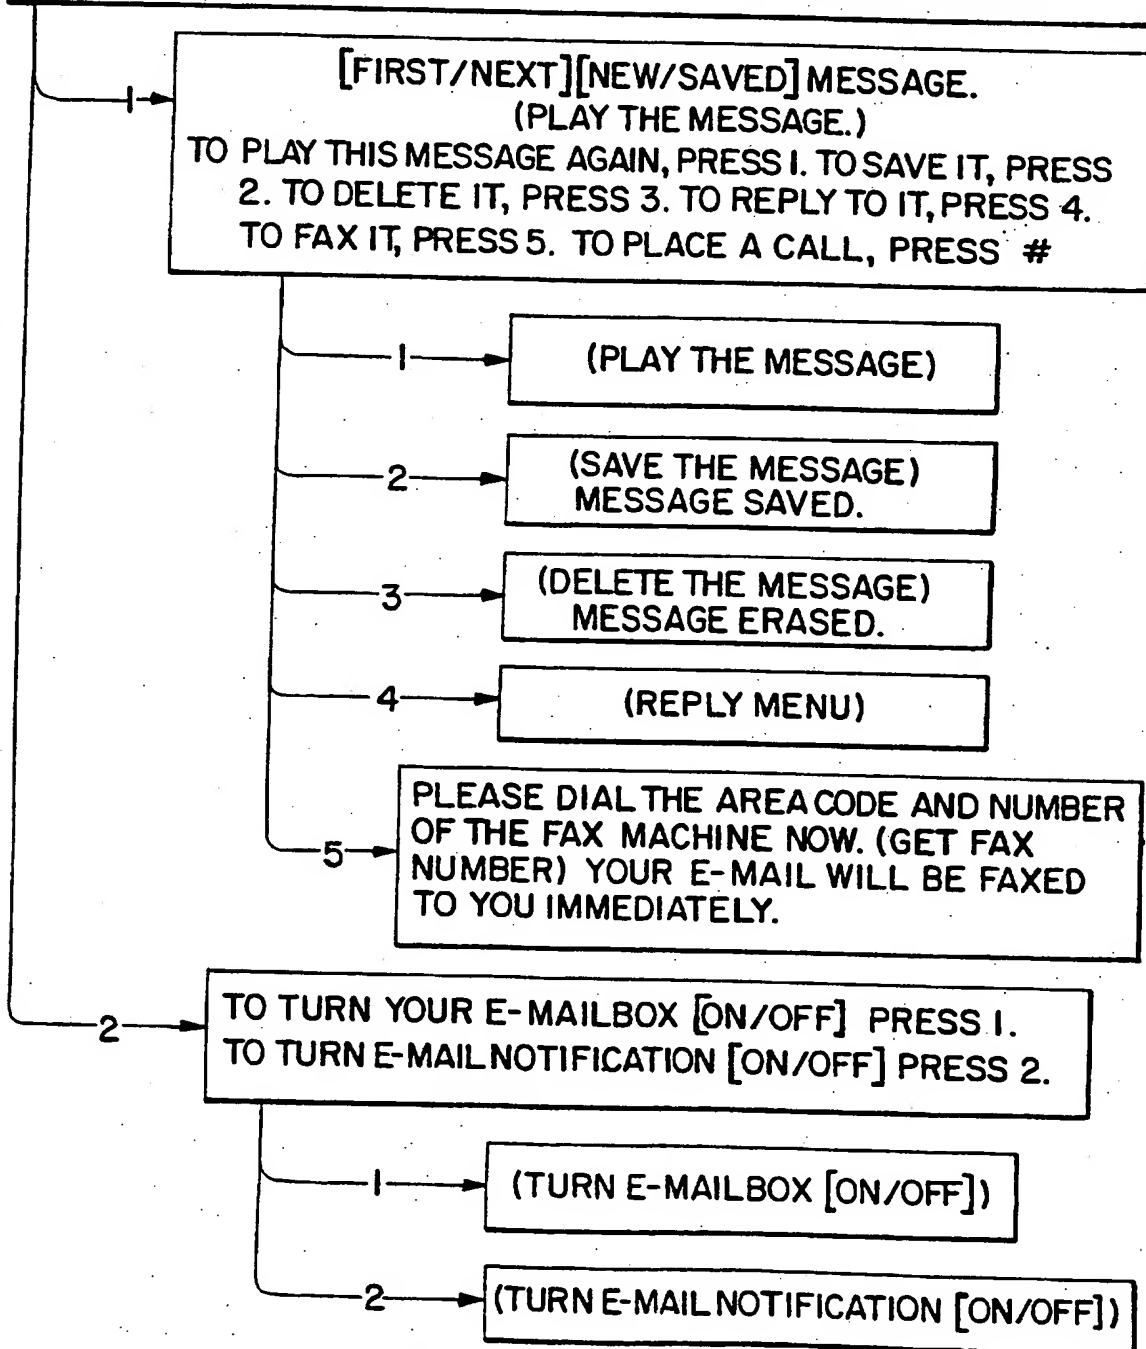 1
[FIRST/NEXT][NEW/SAVED] MESSAGE.
(PLAY THE MESSAGE.)
TO PLAY THIS MESSAGE AGAIN, PRESS 1. TO SAVE IT, PRESS
2. TO DELETE IT, PRESS 3. TO REPLY TO IT, PRESS 4.
TO FAX IT, PRESS 5. TO PLACE A CALL, PRESS #
1
(PLAY THE MESSAGE)
2
(SAVE THE MESSAGE)
MESSAGE SAVED.
3
(DELETE THE MESSAGE)
MESSAGE ERASED.
4
(REPLY MENU)
5
PLEASE DIAL THE AREA CODE AND NUMBER
OF THE FAX MACHINE NOW. (GET FAX
NUMBER) YOUR E-MAIL WILL BE FAXED
TO YOU IMMEDIATELY.
2
TO TURN YOUR E-MAILBOX [ON/OFF] PRESS 1.
TO TURN E-MAIL NOTIFICATION [ON/OFF] PRESS 2.
1
(TURN E-MAILBOX [ON/OFF])
2
(TURN E-MAIL NOTIFICATION [ON/OFF])